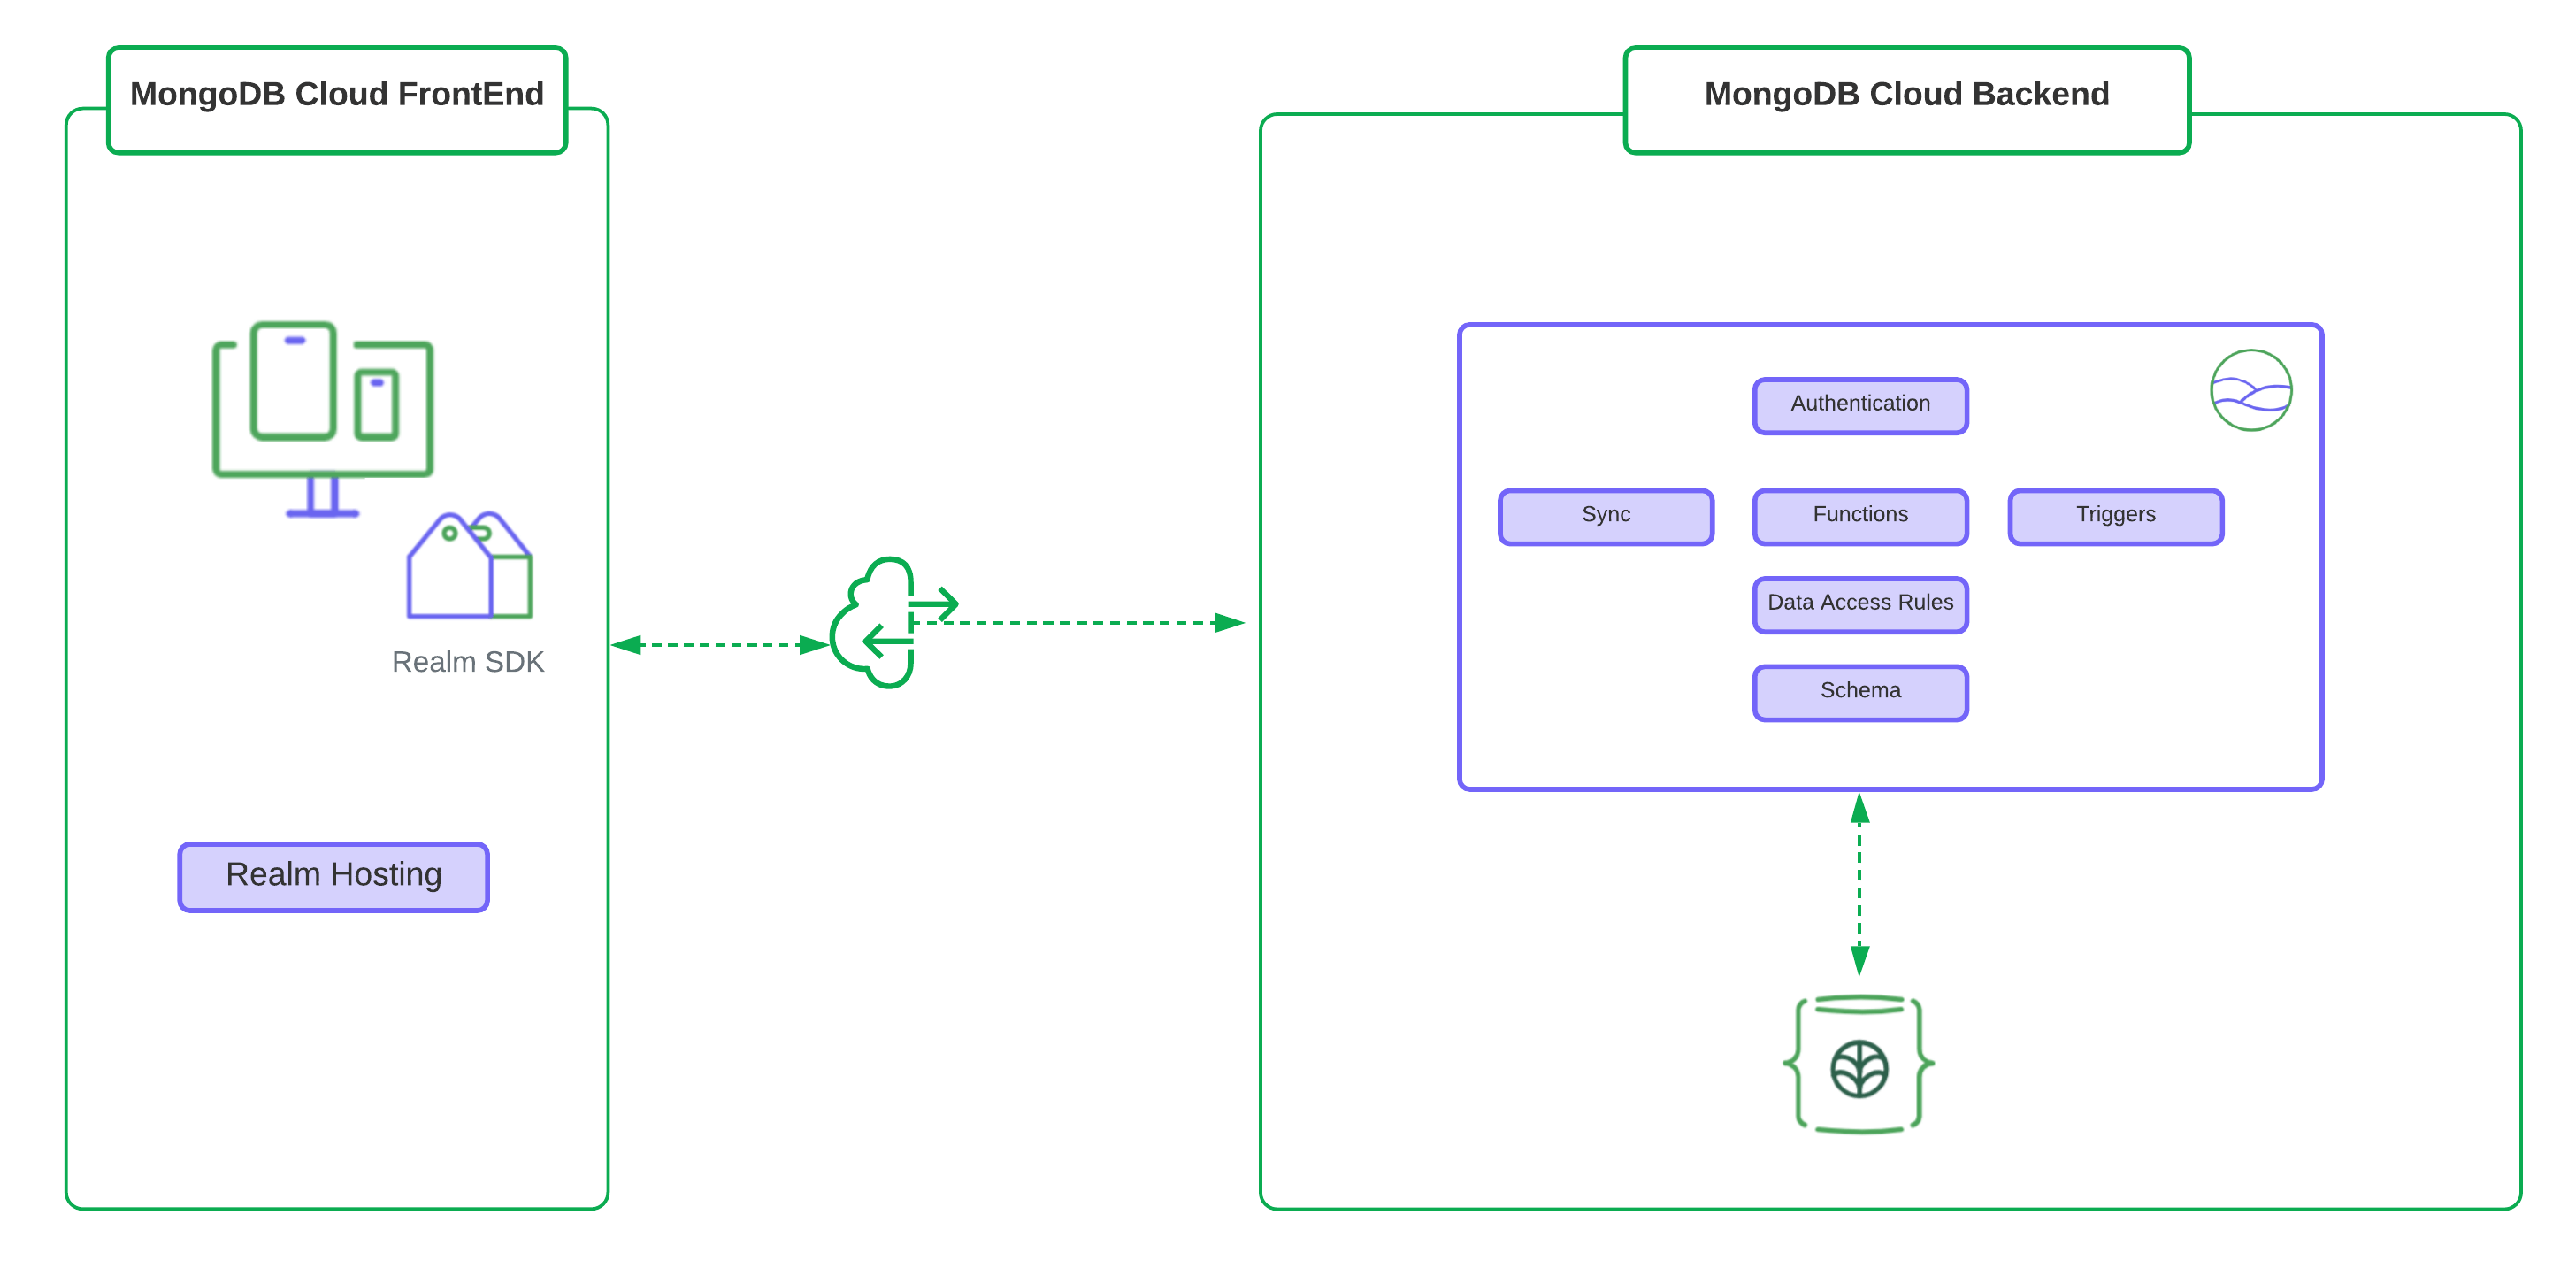 MongoDB Cloud FrontEnd
MongoDB Cloud Backend
Authentication
Sync
Functions
Triggers
Data Access Rules
Schema
Realm SDK
Realm Hosting